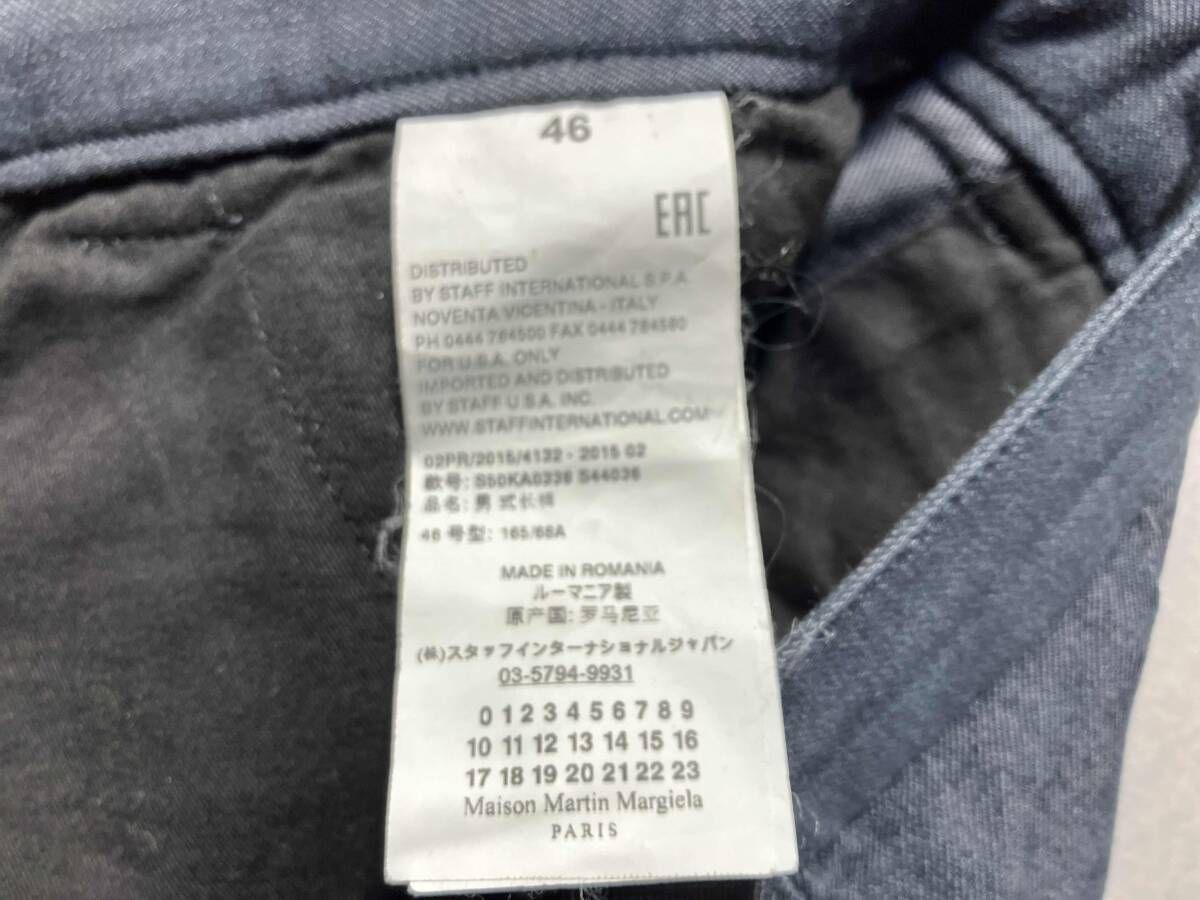 46
EAC
DISTRIBUTED
BY STAFF INTERNATIONAL S.P.A.
NOVENTA VICENTINA - ITALY
PH 0444 784500 FAX 0444 784580
FOR U.S.A. ONLY
IMPORTED AND DISTRIBUTED
BY STAFF U.S.A. INC.
WWW.STAFFINTERNATIONAL.COM
02PR/2015/4132 - 2015 02
款号: S50KA0336 S44036
品名: 男式长裤
46 号型: 165/68A
MADE IN ROMANIA
ルーマニア製
原产国: 罗马尼亚
(株)スタッフインターナショナルジャパン
03-5794-9931
0 1 2 3 4 5 6 7 8 9
10 11 12 13 14 15 16
17 18 19 20 21 22 23
Maison Martin Margiela
PARIS